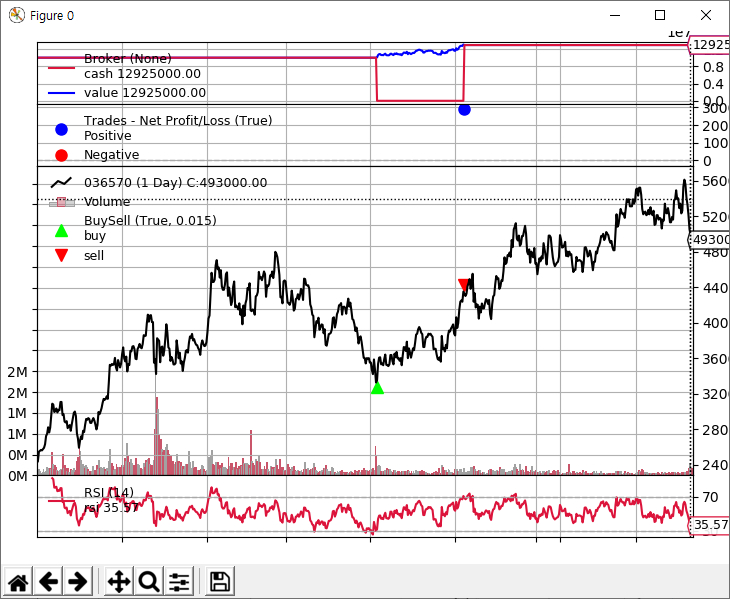 Figure 0
1e7
Broker (None)
cash 12925000.00
value 12925000.00
12925
0.8
0.4
0.0
Trades - Net Profit/Loss (True)
Positive
Negative
3000
200
100
0
036570 (1 Day) C:493000.00
Volume
BuySell (True, 0.015)
buy
sell
560
520
49300
480
440
400
360
320
280
240
2M
2M
1M
1M
0M
0M
RSI (14)
rsi 35.57
70
35.57